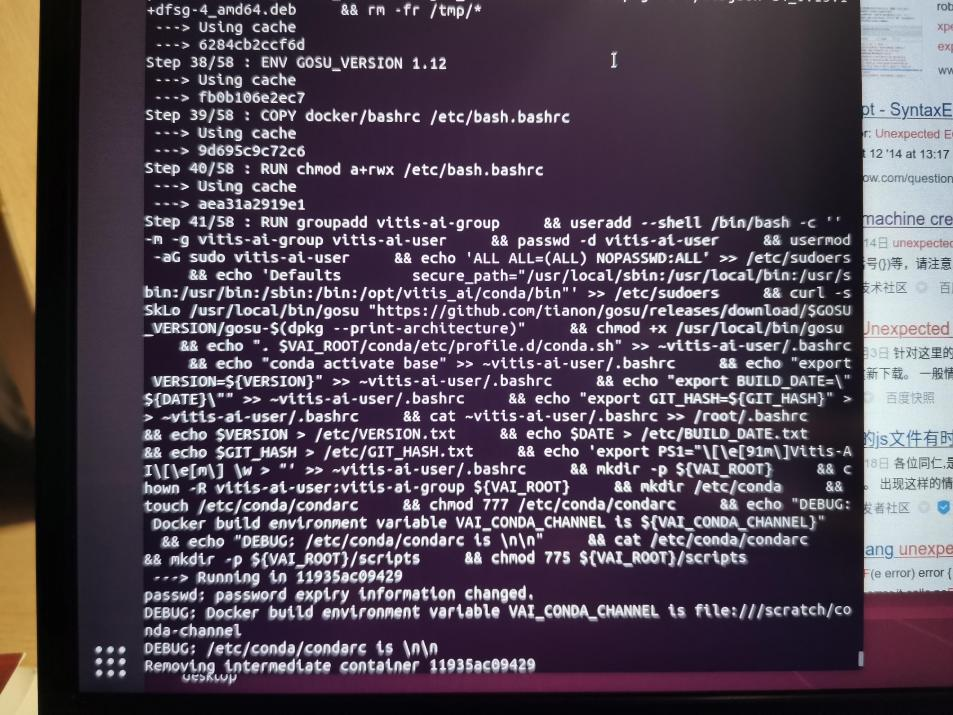 +dfsg-4_amd64.deb     && rm -fr /tmp/*
 ---> Using cache
 ---> 6284cb2ccf6d
Step 38/58 : ENV GOSU_VERSION 1.12
 ---> Using cache
 ---> fb0b106e2ec7
Step 39/58 : COPY docker/bashrc /etc/bash.bashrc
 ---> Using cache
 ---> 9d695c9c72c6
Step 40/58 : RUN chmod a+rwx /etc/bash.bashrc
 ---> Using cache
 ---> aea31a2919e1
Step 41/58 : RUN groupadd vitis-ai-group     && useradd --shell /bin/bash -c ''
-m -g vitis-ai-group vitis-ai-user     && passwd -d vitis-ai-user     && usermod
 -aG sudo vitis-ai-user     && echo 'ALL ALL=(ALL) NOPASSWD:ALL' >> /etc/sudoers
     && echo 'Defaults        secure_path="/usr/local/sbin:/usr/local/bin:/usr/s
bin:/usr/bin:/sbin:/bin:/opt/vitis_ai/conda/bin"' >> /etc/sudoers     && curl -s
SkLo /usr/local/bin/gosu "https://github.com/tianon/gosu/releases/download/$GOSU
_VERSION/gosu-$(dpkg --print-architecture)"     && chmod +x /usr/local/bin/gosu
    && echo ". $VAI_ROOT/conda/etc/profile.d/conda.sh" >> ~vitis-ai-user/.bashrc
     && echo "conda activate base" >> ~vitis-ai-user/.bashrc     && echo "export
VERSION=${VERSION}" >> ~vitis-ai-user/.bashrc     && echo "export BUILD_DATE=\"
${DATE}\"" >> ~vitis-ai-user/.bashrc     && echo "export GIT_HASH=${GIT_HASH}" >
> ~vitis-ai-user/.bashrc     && cat ~vitis-ai-user/.bashrc >> /root/.bashrc
&& echo $VERSION > /etc/VERSION.txt     && echo $DATE > /etc/BUILD_DATE.txt
&& echo $GIT_HASH > /etc/GIT_HASH.txt     && echo 'export PS1="\[\e[91m\]Vitis-A
I\[\e[m\] \w > "' >> ~vitis-ai-user/.bashrc     && mkdir -p ${VAI_ROOT}     && c
hown -R vitis-ai-user:vitis-ai-group ${VAI_ROOT}     && mkdir /etc/conda     &&
touch /etc/conda/condarc     && chmod 777 /etc/conda/condarc     && echo "DEBUG:
 Docker build environment variable VAI_CONDA_CHANNEL is ${VAI_CONDA_CHANNEL}"
  && echo "DEBUG: /etc/conda/condarc is \n\n"     && cat /etc/conda/condarc
&& mkdir -p ${VAI_ROOT}/scripts     && chmod 775 ${VAI_ROOT}/scripts
 ---> Running in 11935ac09429
passwd: password expiry information changed.
DEBUG: Docker build environment variable VAI_CONDA_CHANNEL is file:///scratch/co
nda-channel
DEBUG: /etc/conda/condarc is \n\n
Removing intermediate container 11935ac09429
desktop
rob
xpe
exp
ww
pt - SyntaxE
r: Unexpected E
t 12 '14 at 13:17
ow.com/question
machine cre
14日 unexpected
号(})等，请注意
技术社区
Unexpected
3日 针对这里的
新下载。 一般情
百度快照
的js文件有时
18日 各位同仁,是
。 出现这样的情
发者社区
ang unexpe
F(e error) error {